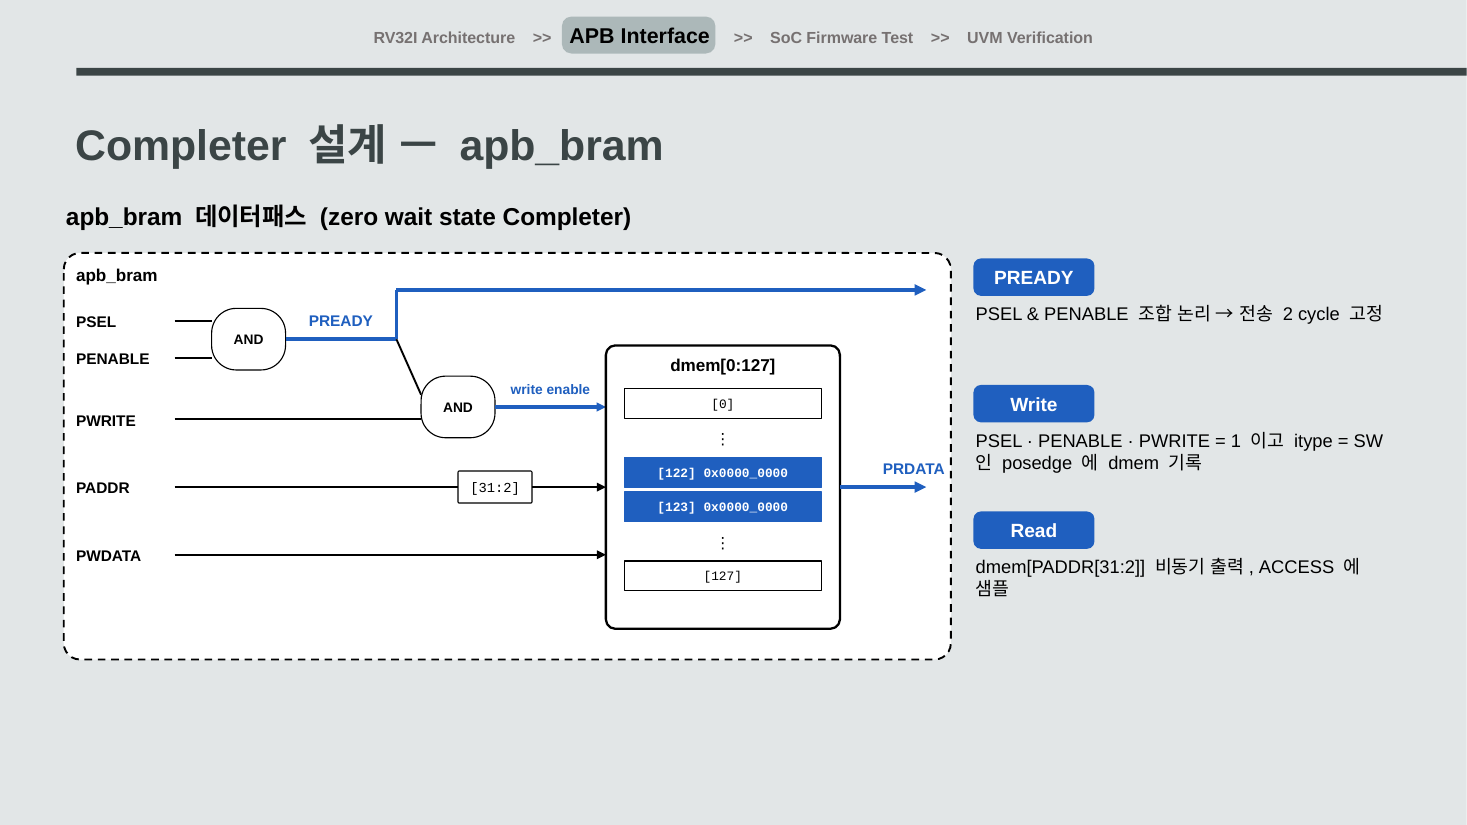 RV32I Architecture >> APB Interface >> SoC Firmware Test >> UVM Verification
Completer 설계 — apb_bram
apb_bram 데이터패스 (zero wait state Completer)
apb_bram
PSEL
PENABLE
AND
PREADY
PWRITE
AND
write enable
PADDR
[31:2]
PWDATA
dmem[0:127]
[0]
⋮
[122] 0x0000_0000
[123] 0x0000_0000
⋮
[127]
PRDATA
PREADY
PSEL & PENABLE 조합 논리 → 전송 2 cycle 고정
Write
PSEL · PENABLE · PWRITE = 1 이고 itype = SW
인 posedge 에 dmem 기록
Read
dmem[PADDR[31:2]] 비동기 출력 , ACCESS 에
샘플